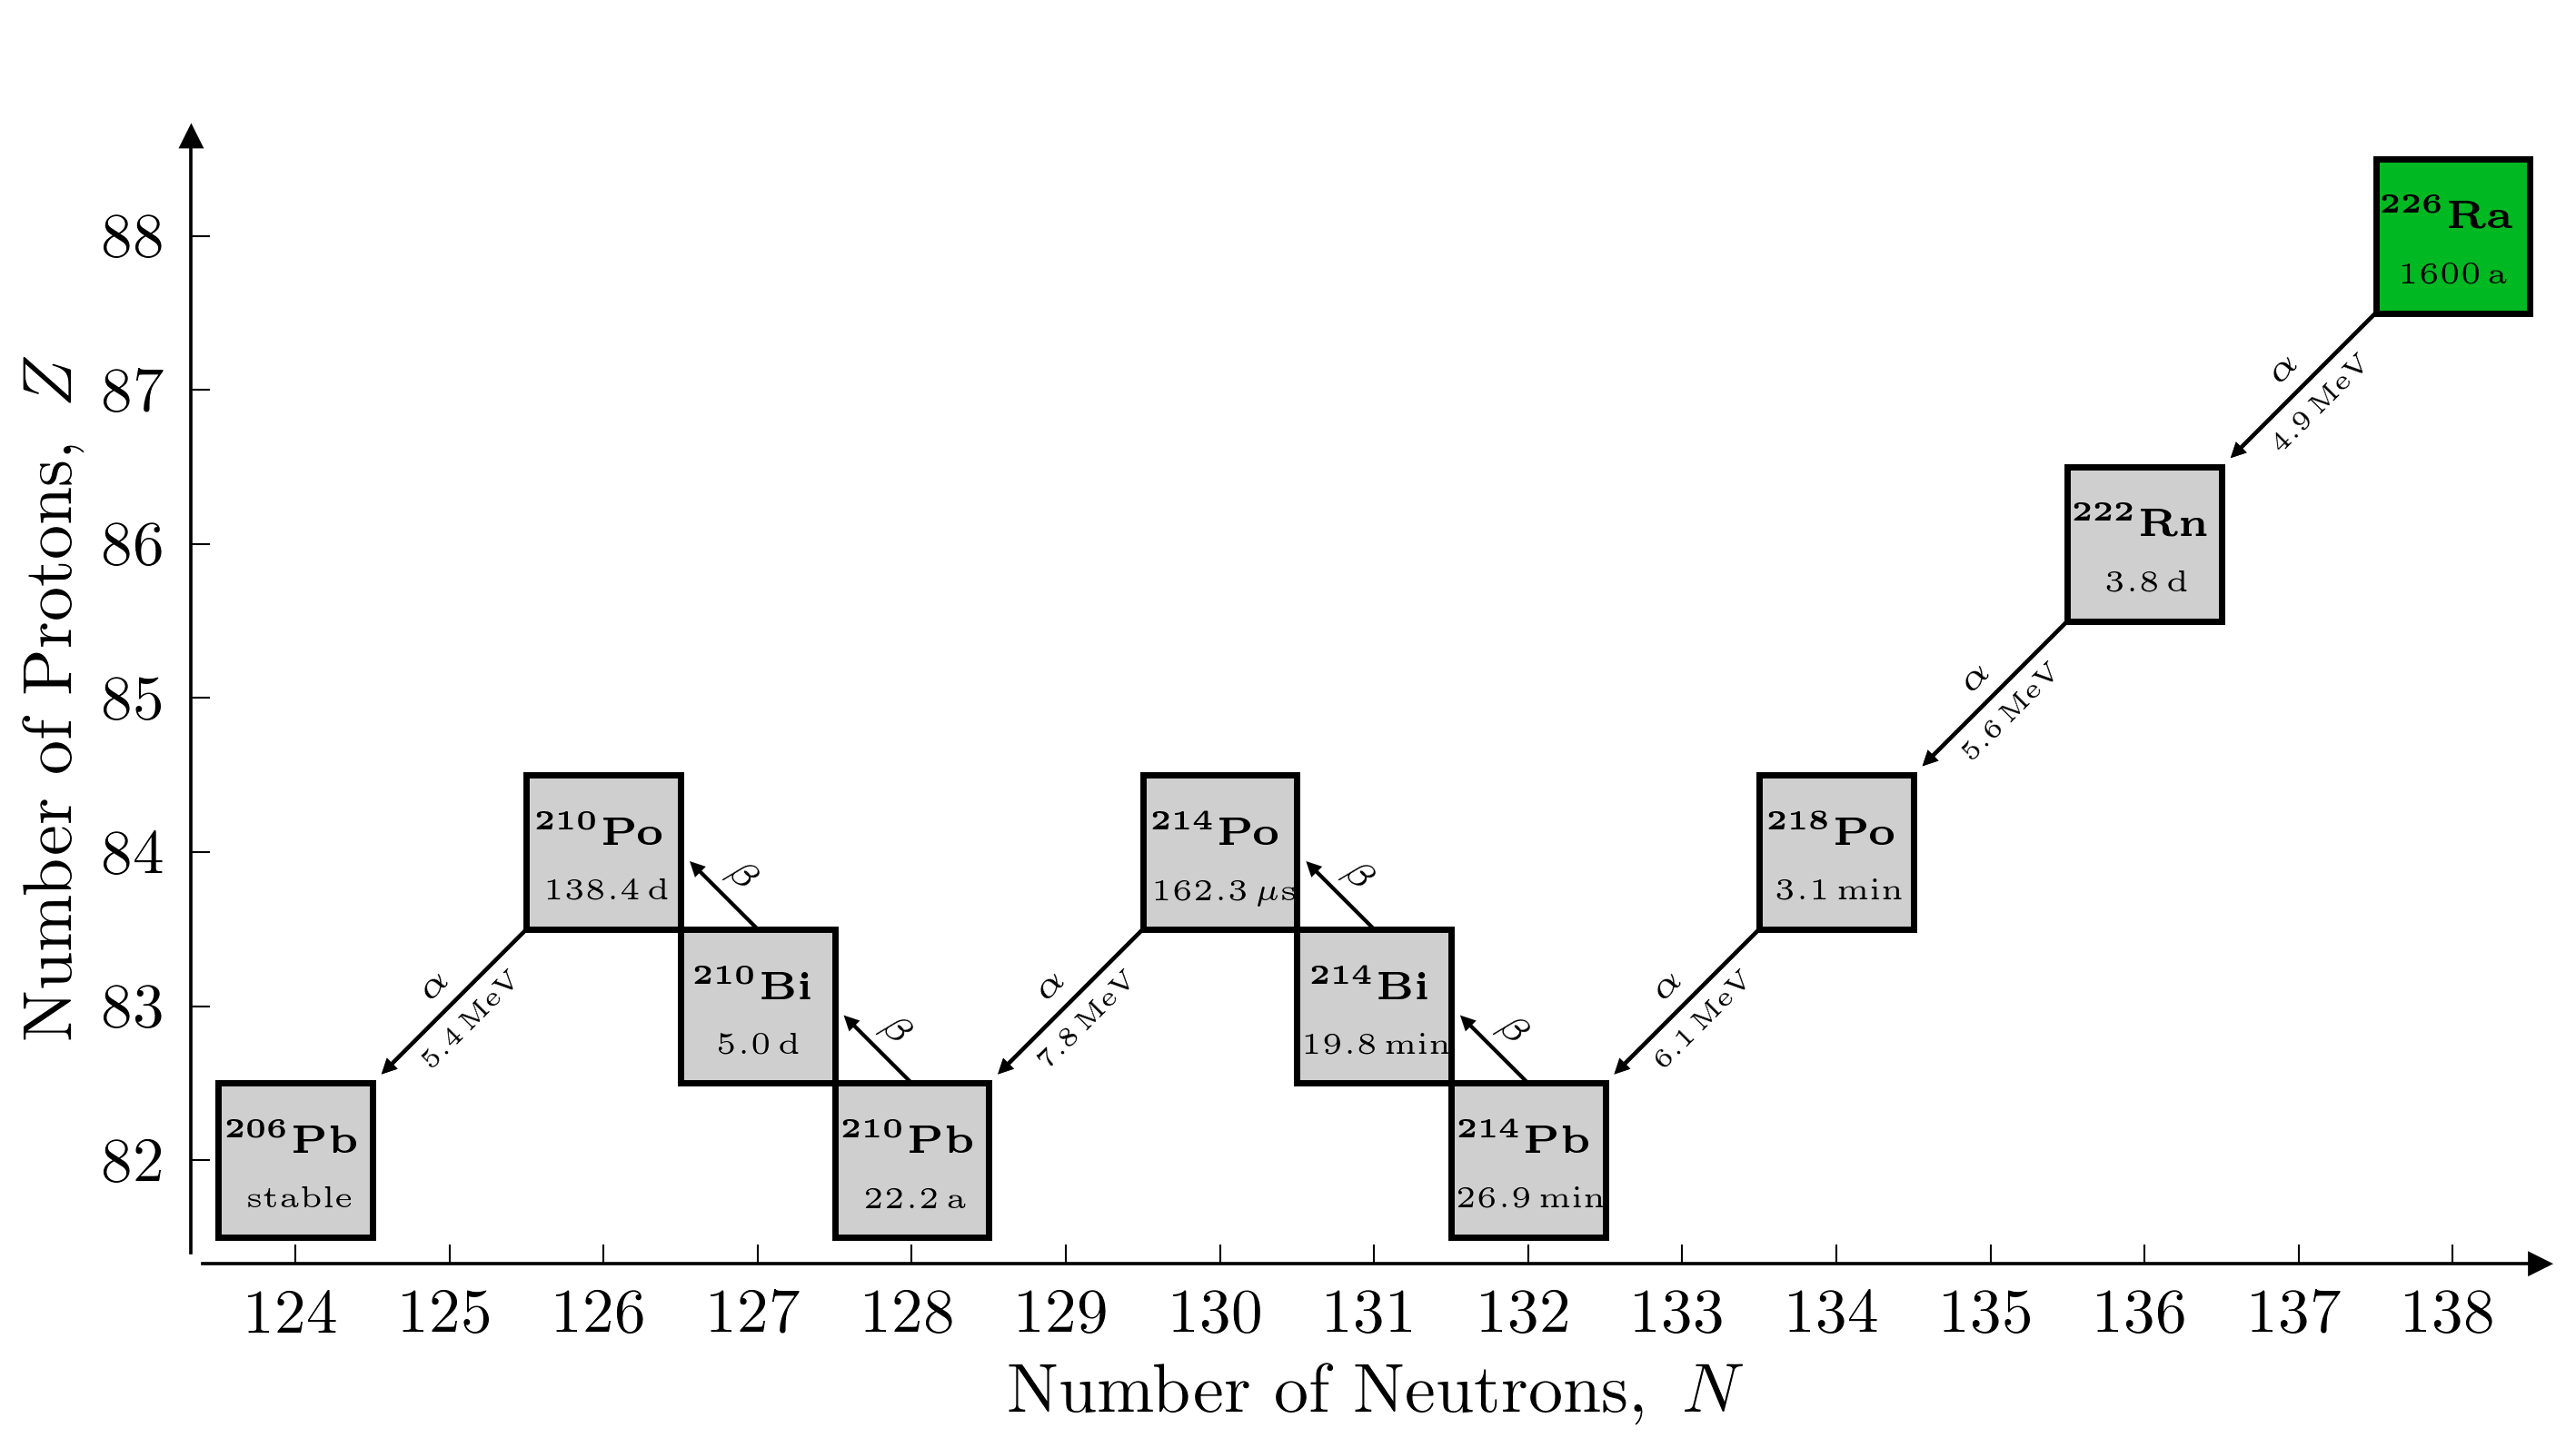 88
²²⁶Ra
1600 a
87
α
4.9 MeV
86
²²²Rn
3.8 d
85
α
5.6 MeV
84
²¹⁰Po
138.4 d
β
²¹⁴Po
162.3 μs
β
²¹⁸Po
3.1 min
83
α
5.4 MeV
²¹⁰Bi
5.0 d
β
α
7.8 MeV
²¹⁴Bi
19.8 min
β
α
6.1 MeV
82
²⁰⁶Pb
stable
²¹⁰Pb
22.2 a
²¹⁴Pb
26.9 min
Number of Protons, Z
124 125 126 127 128 129 130 131 132 133 134 135 136 137 138
Number of Neutrons, N